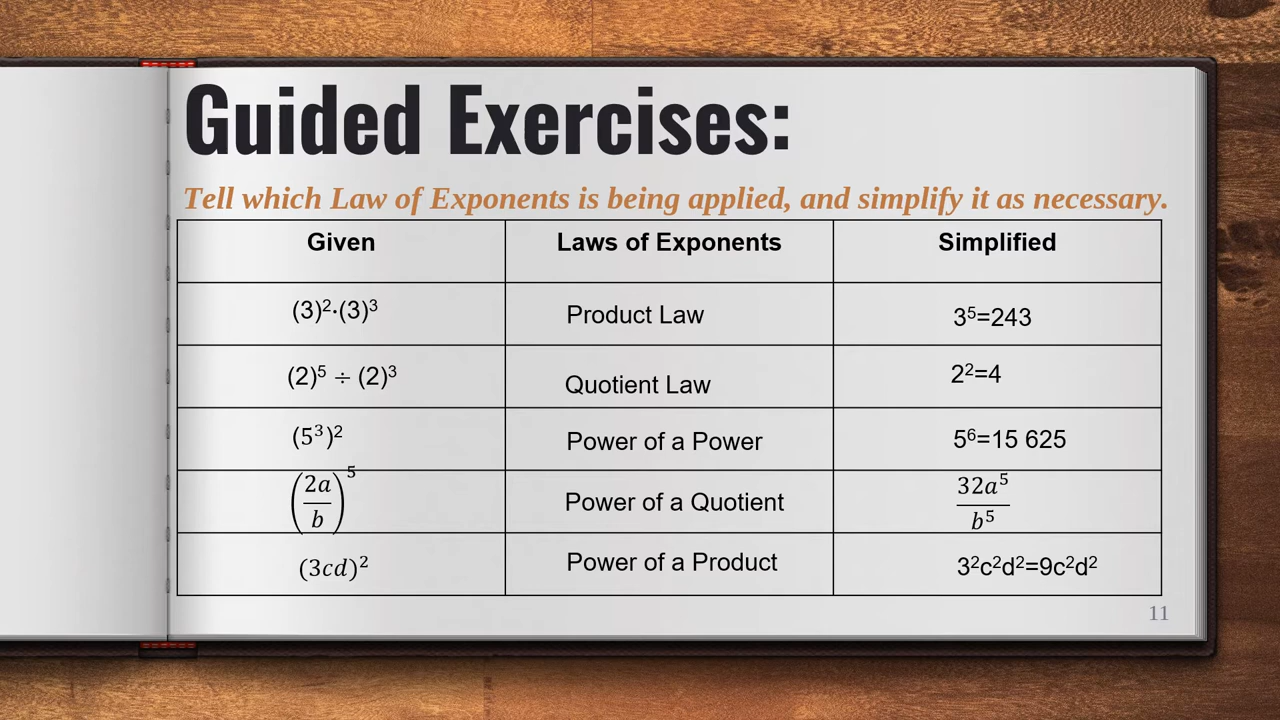 Guided Exercises:
Tell which Law of Exponents is being applied, and simplify it as necessary.
Given Laws of Exponents Simplified
(3)²·(3)³ Product Law 3⁵=243
(2)⁵ ÷ (2)³ Quotient Law 2²=4
(5³)² Power of a Power 5⁶=15 625
(2a/b)⁵ Power of a Quotient 32a⁵/b⁵
(3cd)² Power of a Product 3²c²d²=9c²d²
11